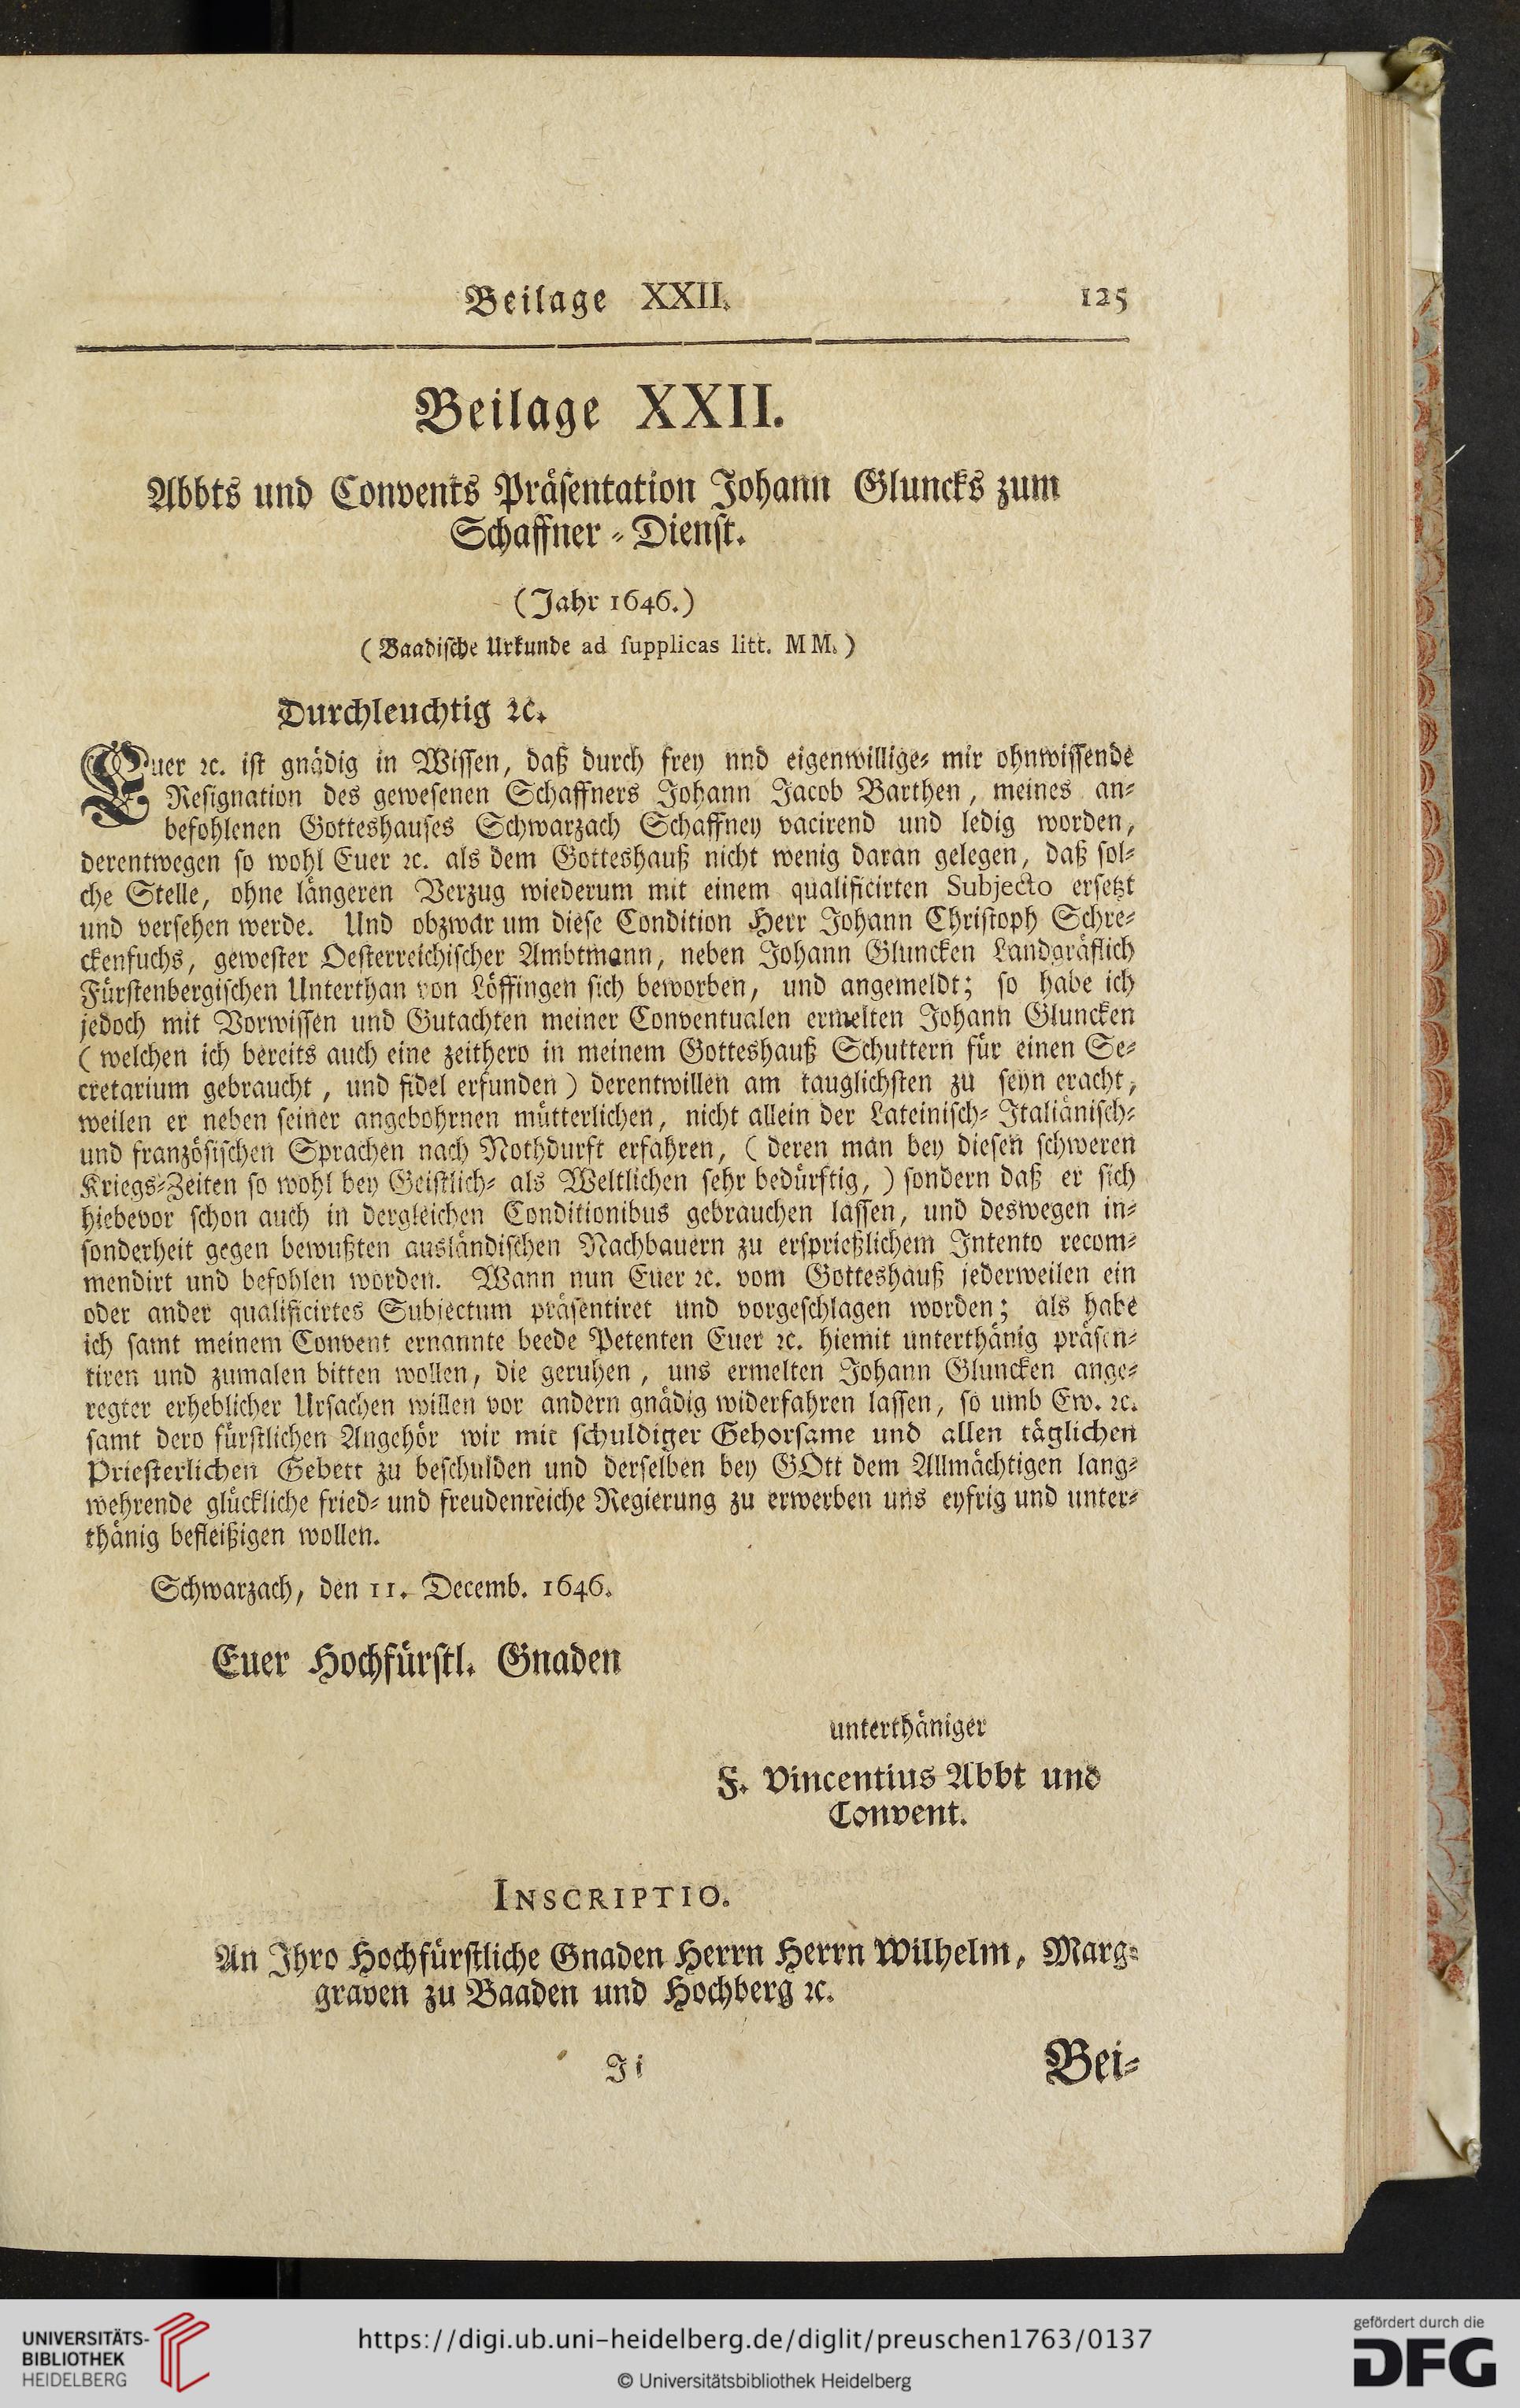 Beilage XXII. 125
Beilage XXII.
Abbts und Convents Präsentation Johann Gluncks zum
Schaffner-Dienst.
(Jahr 1646.)
(Baadische Urkunde ad supplicas litt. MM.)
Durchleuchtig ꝛc.
Euer ꝛc. ist gnädig in Wissen, daß durch frey nnd eigenwillige- mir ohnwissende
Resignation des gewesenen Schaffners Johann Jacob Barthen, meines an-
befohlenen Gotteshauses Schwarzach Schaffney vacirend und ledig worden,
derentwegen so wohl Euer ꝛc. als dem Gotteshauß nicht wenig daran gelegen, daß sol-
che Stelle, ohne längeren Verzug wiederum mit einem qualificirten Subjecto ersetzt
und versehen werde. Und obzwar um diese Condition Herr Johann Christoph Schre-
ckenfuchs, gewester Oesterreichischer Ambtmann, neben Johann Gluncken Landgräflich
Fürstenbergischen Unterthan von Löffingen sich beworben, und angemeldt; so habe ich
jedoch mit Vorwissen und Gutachten meiner Conventualen ermelten Johann Gluncken
(welchen ich bereits auch eine zeithero in meinem Gotteshauß Schuttern für einen Se-
cretarium gebraucht, und fidel erfunden) derentwillen am tauglichsten zu seyn eracht,
weilen er neben seiner angebohrnen mütterlichen, nicht allein der Lateinisch- Italiänisch-
und französischen Sprachen nach Nothdurft erfahren, (deren man bey diesen schweren
Kriegs-Zeiten so wohl bey Geistlich- als Weltlichen sehr bedürftig,) sondern daß er sich
hiebevor schon auch in dergleichen Conditionibus gebrauchen lassen, und deswegen in-
sonderheit gegen bewußten ausländischen Nachbauern zu ersprießlichem Intento recom-
mendirt und befohlen worden. Wann nun Euer ꝛc. vom Gotteshauß jederweilen ein
oder ander qualificirtes Subjectum präsentiret und vorgeschlagen worden; als habe
ich samt meinem Convent ernannte beede Petenten Euer ꝛc. hiemit unterthänig präsen-
tiren und zumalen bitten wollen, die geruhen, uns ermelten Johann Gluncken ange-
regter erheblicher Ursachen willen vor andern gnädig widerfahren lassen, so umb Ew. ꝛc.
samt dero fürstlichen Angehör wir mit schuldiger Gehorsame und allen täglichen
Priesterlichen Gebett zu beschulden und derselben bey GOtt dem Allmächtigen lang-
wehrende glückliche fried- und freudenreiche Regierung zu erwerben uns eyfrig und unter-
thänig befleißigen wollen.
Schwarzach, den 11. Decemb. 1646.
Euer Hochfürstl. Gnaden
unterthäniger
F. Vincentius Abbt und
Convent.
INSCRIPTIO.
An Ihro Hochfürstliche Gnaden Herrn Herrn Wilhelm, Marg-
graven zu Baaden und Hochberg ꝛc.
Ji Bei-
UNIVERSITÄTS-
BIBLIOTHEK
HEIDELBERG
https://digi.ub.uni-heidelberg.de/diglit/preuschen1763/0137
© Universitätsbibliothek Heidelberg
gefördert durch die
DFG